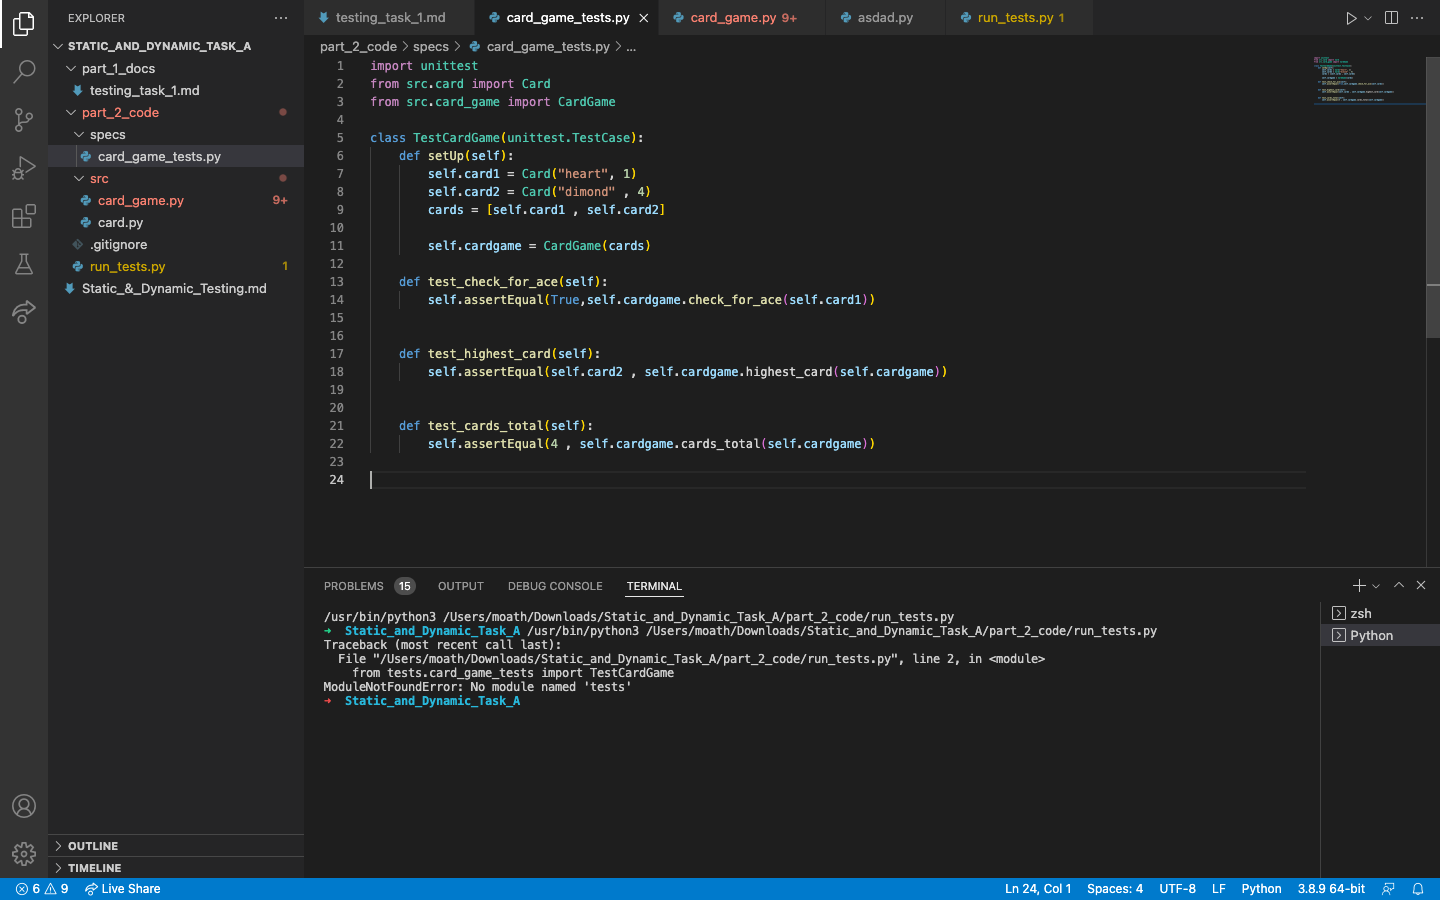 EXPLORER
STATIC_AND_DYNAMIC_TASK_A
part_1_docs
testing_task_1.md
part_2_code
specs
card_game_tests.py
src
card_game.py 9+
card.py
.gitignore
run_tests.py 1
Static_&_Dynamic_Testing.md
OUTLINE
TIMELINE
testing_task_1.md card_game_tests.py card_game.py 9+ asdad.py run_tests.py 1
part_2_code > specs > card_game_tests.py > ...
1 import unittest
2 from src.card import Card
3 from src.card_game import CardGame
4
5 class TestCardGame(unittest.TestCase):
6 def setUp(self):
7 self.card1 = Card("heart", 1)
8 self.card2 = Card("dimond" , 4)
9 cards = [self.card1 , self.card2]
10
11 self.cardgame = CardGame(cards)
12
13 def test_check_for_ace(self):
14 self.assertEqual(True,self.cardgame.check_for_ace(self.card1))
15
16
17 def test_highest_card(self):
18 self.assertEqual(self.card2 , self.cardgame.highest_card(self.cardgame))
19
20
21 def test_cards_total(self):
22 self.assertEqual(4 , self.cardgame.cards_total(self.cardgame))
23
24
PROBLEMS 15 OUTPUT DEBUG CONSOLE TERMINAL
/usr/bin/python3 /Users/moath/Downloads/Static_and_Dynamic_Task_A/part_2_code/run_tests.py
➜ Static_and_Dynamic_Task_A /usr/bin/python3 /Users/moath/Downloads/Static_and_Dynamic_Task_A/part_2_code/run_tests.py
Traceback (most recent call last):
File "/Users/moath/Downloads/Static_and_Dynamic_Task_A/part_2_code/run_tests.py", line 2, in <module>
from tests.card_game_tests import TestCardGame
ModuleNotFoundError: No module named 'tests'
➜ Static_and_Dynamic_Task_A
zsh
Python
6 9 Live Share Ln 24, Col 1 Spaces: 4 UTF-8 LF Python 3.8.9 64-bit